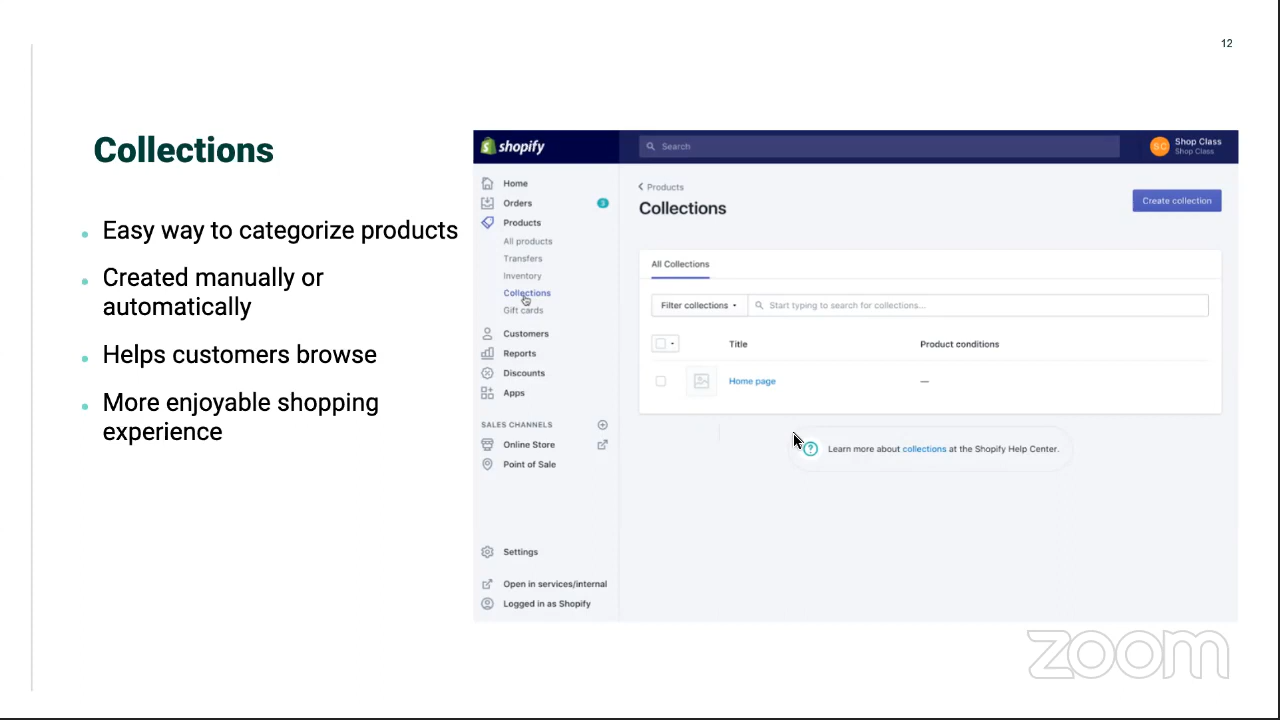 12
Collections
Easy way to categorize products
Created manually or
automatically
Helps customers browse
More enjoyable shopping
experience
shopify
Search
SC
Shop Class
Shop Class
Home
Orders
3
Products
All products
Transfers
Inventory
Collections
Gift cards
Customers
Reports
Discounts
Apps
SALES CHANNELS
Online Store
Point of Sale
Settings
Open in services/internal
Logged in as Shopify
Products
Collections
Create collection
All Collections
Filter collections
Start typing to search for collections...
Title Product conditions
Home page —
? Learn more about collections at the Shopify Help Center.
zoom